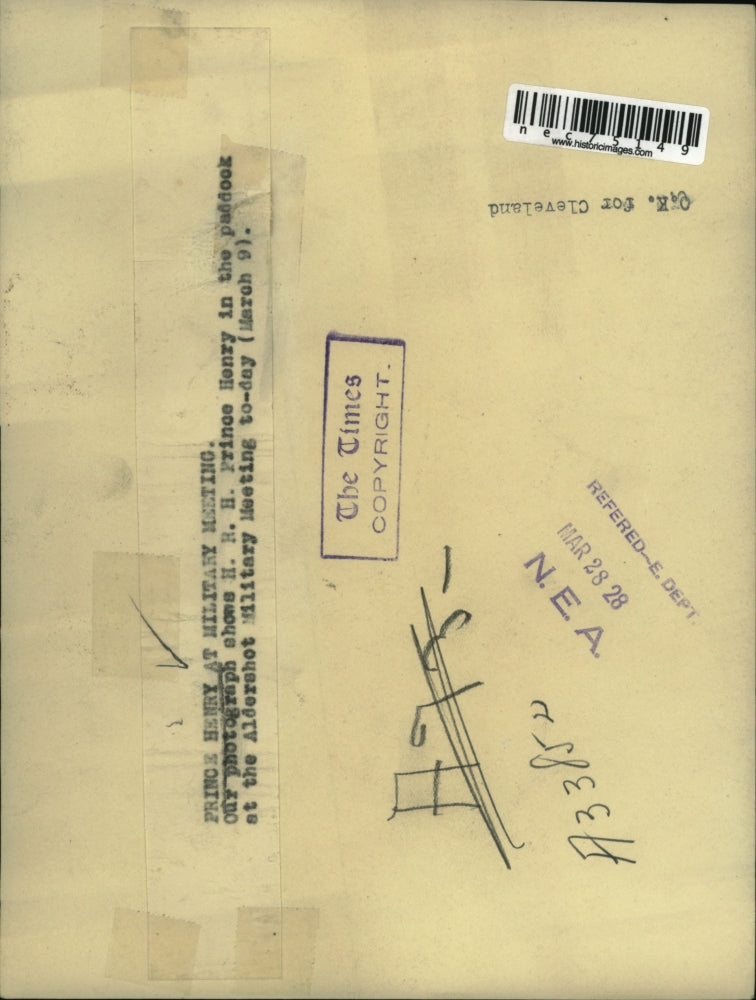 PRINCE HENRY AT MILITARY MEETING.
Our photograph shows H. R. H. Prince Henry in the paddock
at the Aldershot Military Meeting to-day (March 9).
The Times
COPYRIGHT.
REFERED—E. DEPT.
MAR 28 28
N. E. A.
O.K. for Cleveland
nec75149
www.historicimages.com